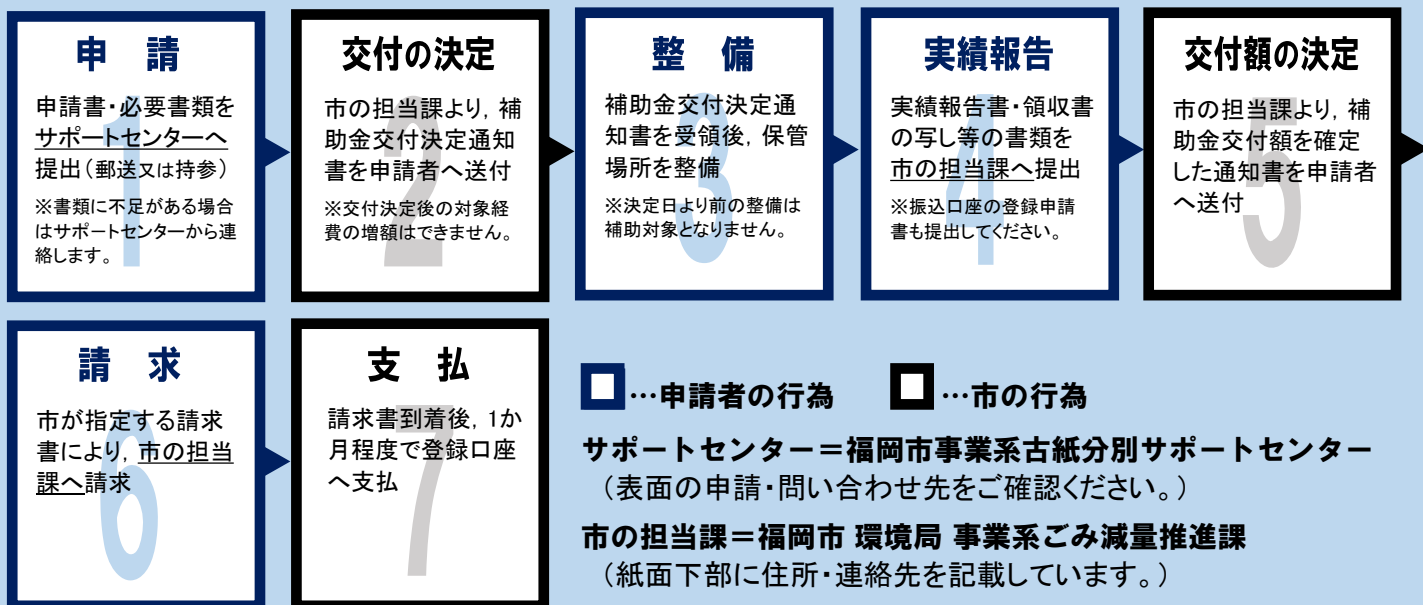 申 請
申請書・必要書類を
サポートセンターへ
提出（郵送又は持参）
※書類に不足がある場合
はサポートセンターから連
絡します。
1
交付の決定
市の担当課より，補
助金交付決定通知
書を申請者へ送付
※交付決定後の対象経
費の増額はできません。
2
整 備
補助金交付決定通
知書を受領後，保管
場所を整備
※決定日より前の整備は
補助対象となりません。
3
実績報告
実績報告書・領収書
の写し等の書類を
市の担当課へ提出
※振込口座の登録申請
書も提出してください。
4
交付額の決定
市の担当課より，補
助金交付額を確定
した通知書を申請者
へ送付
5
請 求
市が指定する請求
書により，市の担当
課へ請求
6
支 払
請求書到着後，1か
月程度で登録口座
へ支払
7
…申請者の行為 …市の行為
サポートセンター＝福岡市事業系古紙分別サポートセンター
（表面の申請・問い合わせ先をご確認ください。）
市の担当課＝福岡市 環境局 事業系ごみ減量推進課
（紙面下部に住所・連絡先を記載しています。）